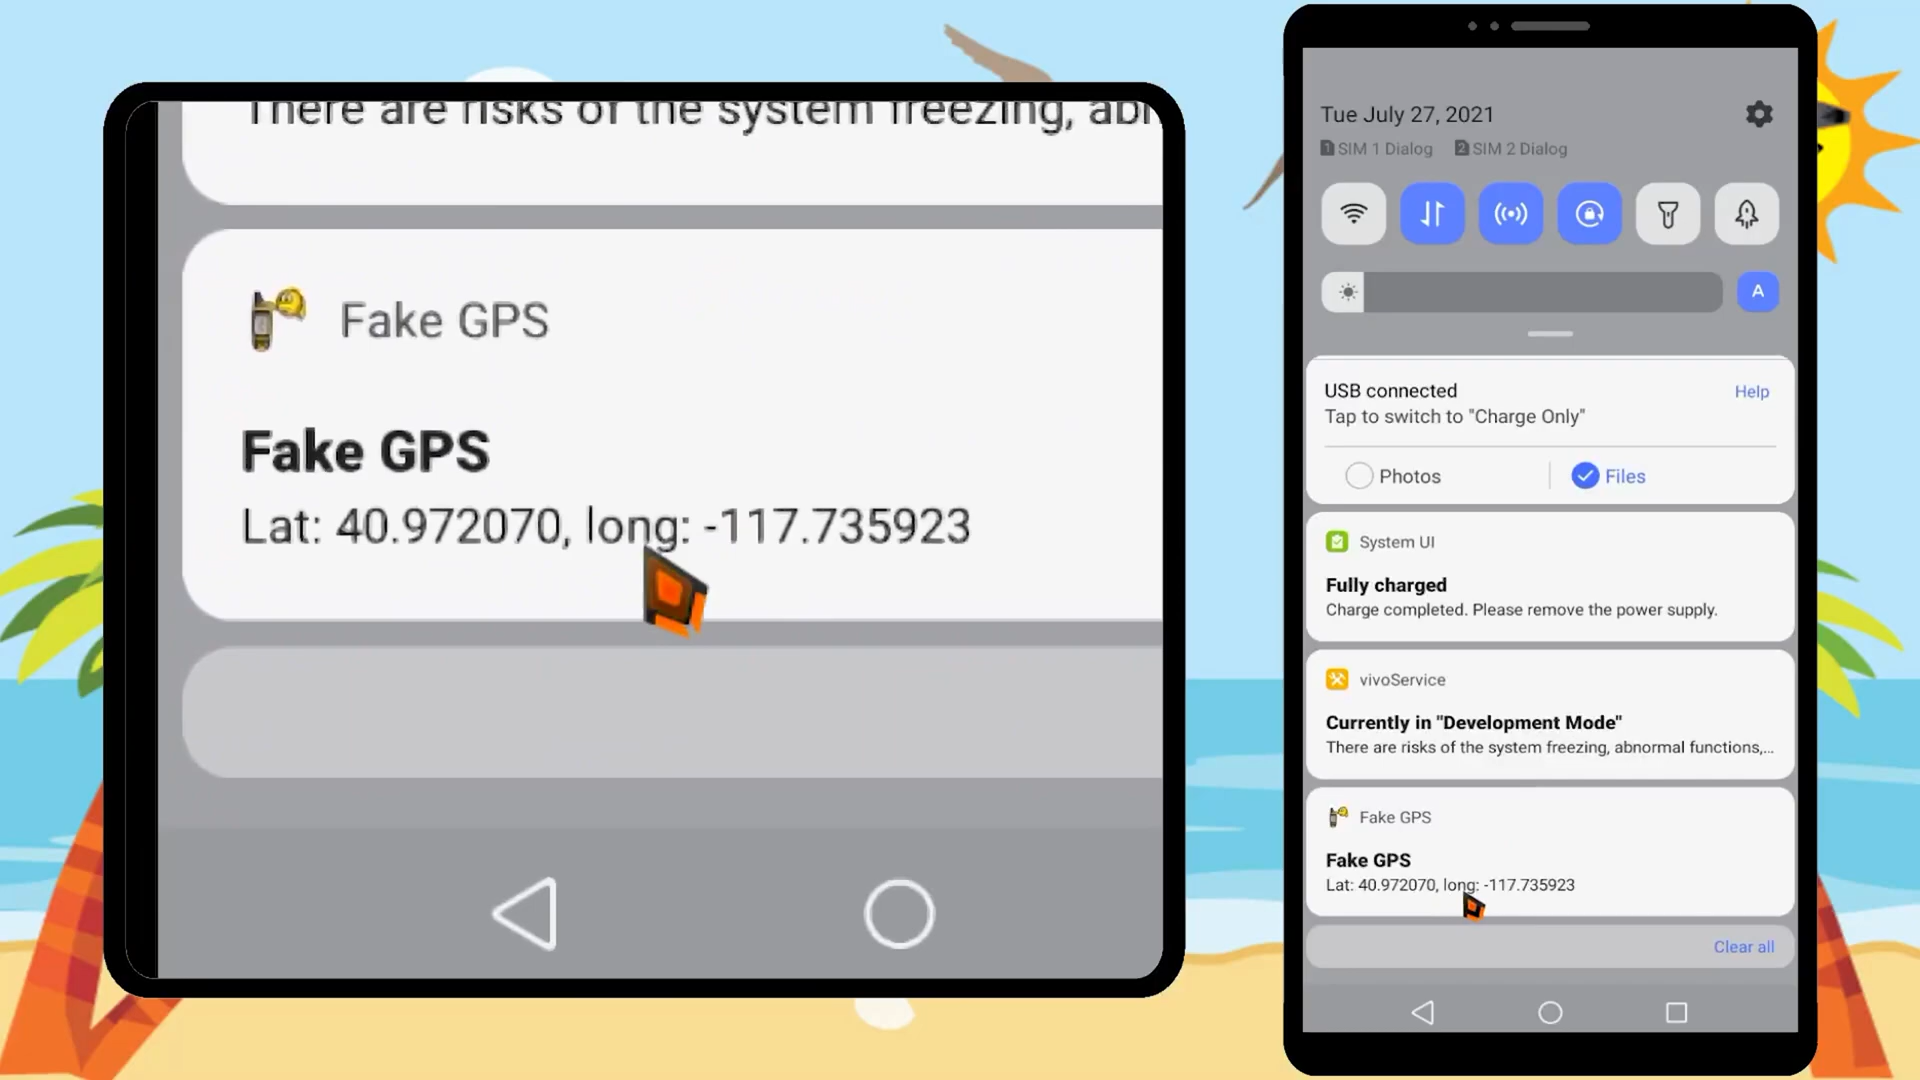 There are risks of the system freezing, abn
Fake GPS
Fake GPS
Lat: 40.972070, long: -117.735923
Tue July 27, 2021
1 SIM 1 Dialog 2 SIM 2 Dialog
A
USB connected
Help
Tap to switch to "Charge Only"
Photos
Files
System UI
Fully charged
Charge completed. Please remove the power supply.
vivoService
Currently in "Development Mode"
There are risks of the system freezing, abnormal functions,...
Fake GPS
Fake GPS
Lat: 40.972070, long: -117.735923
Clear all